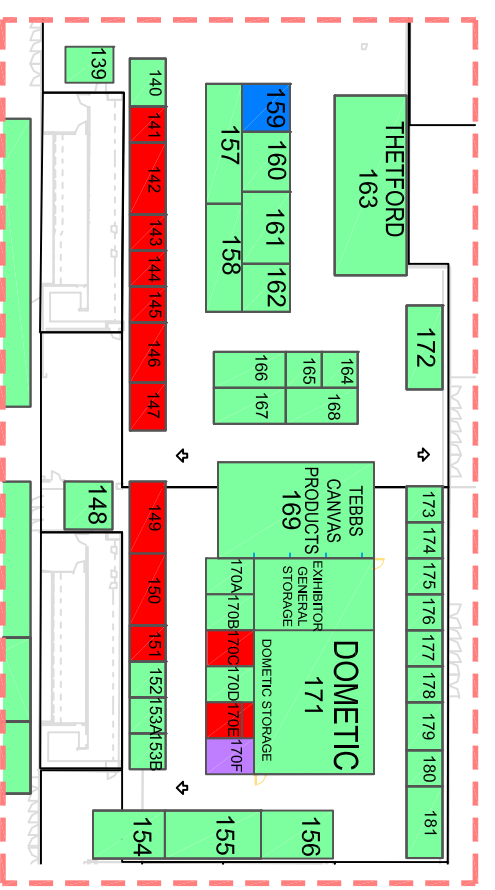 139
140
141
142
143
144
145
146
147
148
149
150
151
152
153A
153B
154
155
156
157
158
159
160
161
162
THETFORD
163
164
165
166
167
168
TEBBS
CANVAS
PRODUCTS
169
170A
170B
170C
170D
170E
170F
EXHIBITOR
GENERAL
STORAGE
DOMETIC
171
DOMETIC STORAGE
172
173
174
175
176
177
178
179
180
181